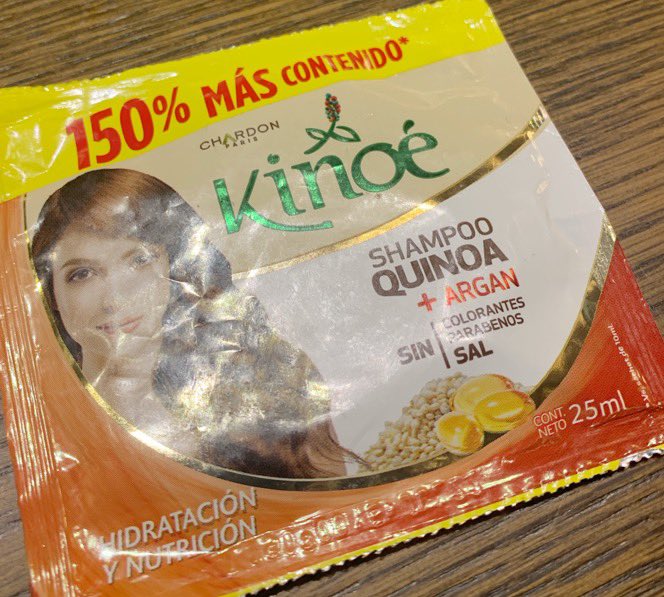 150% MÁS CONTENIDO*
CHARDON
PARIS
Kinoé
SHAMPOO
QUINOA
+ ARGAN
SIN
COLORANTES
PARABENOS
SAL
CONT.
NETO 25ml
HIDRATACIÓN
Y NUTRICIÓN